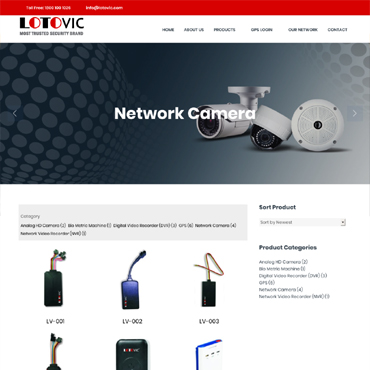 Toll Free: 1800 180 1025 info@lotovic.com
LOTOVIC
MOST TRUSTED SECURITY BRAND
HOME ABOUT US PRODUCTS GPS LOGIN OUR NETWORK CONTACT
Network Camera
Category
Analog HD Camera (2) Bio Metric Machine (1) Digital Video Recorder (DVR) (3) GPS (6) Network Camera (4)
Network Video Recorder (NVR) (1)
Sort Product
Sort by Newest
Product Categories
Analog HD Camera (2)
Bio Metric Machine (1)
Digital Video Recorder (DVR) (3)
GPS (6)
Network Camera (4)
Network Video Recorder (NVR) (1)
LV-001 LV-002 LV-003
LOTOVIC